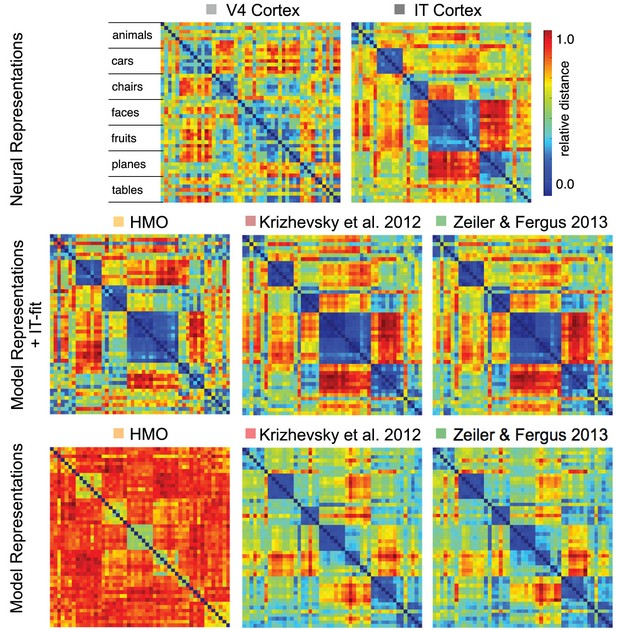 V4 Cortex
IT Cortex
Neural Representations
animals
cars
chairs
faces
fruits
planes
tables
1.0
relative distance
0.0
HMO
Krizhevsky et al. 2012
Zeiler & Fergus 2013
Model Representations
+ IT-fit
HMO
Krizhevsky et al. 2012
Zeiler & Fergus 2013
Model Representations